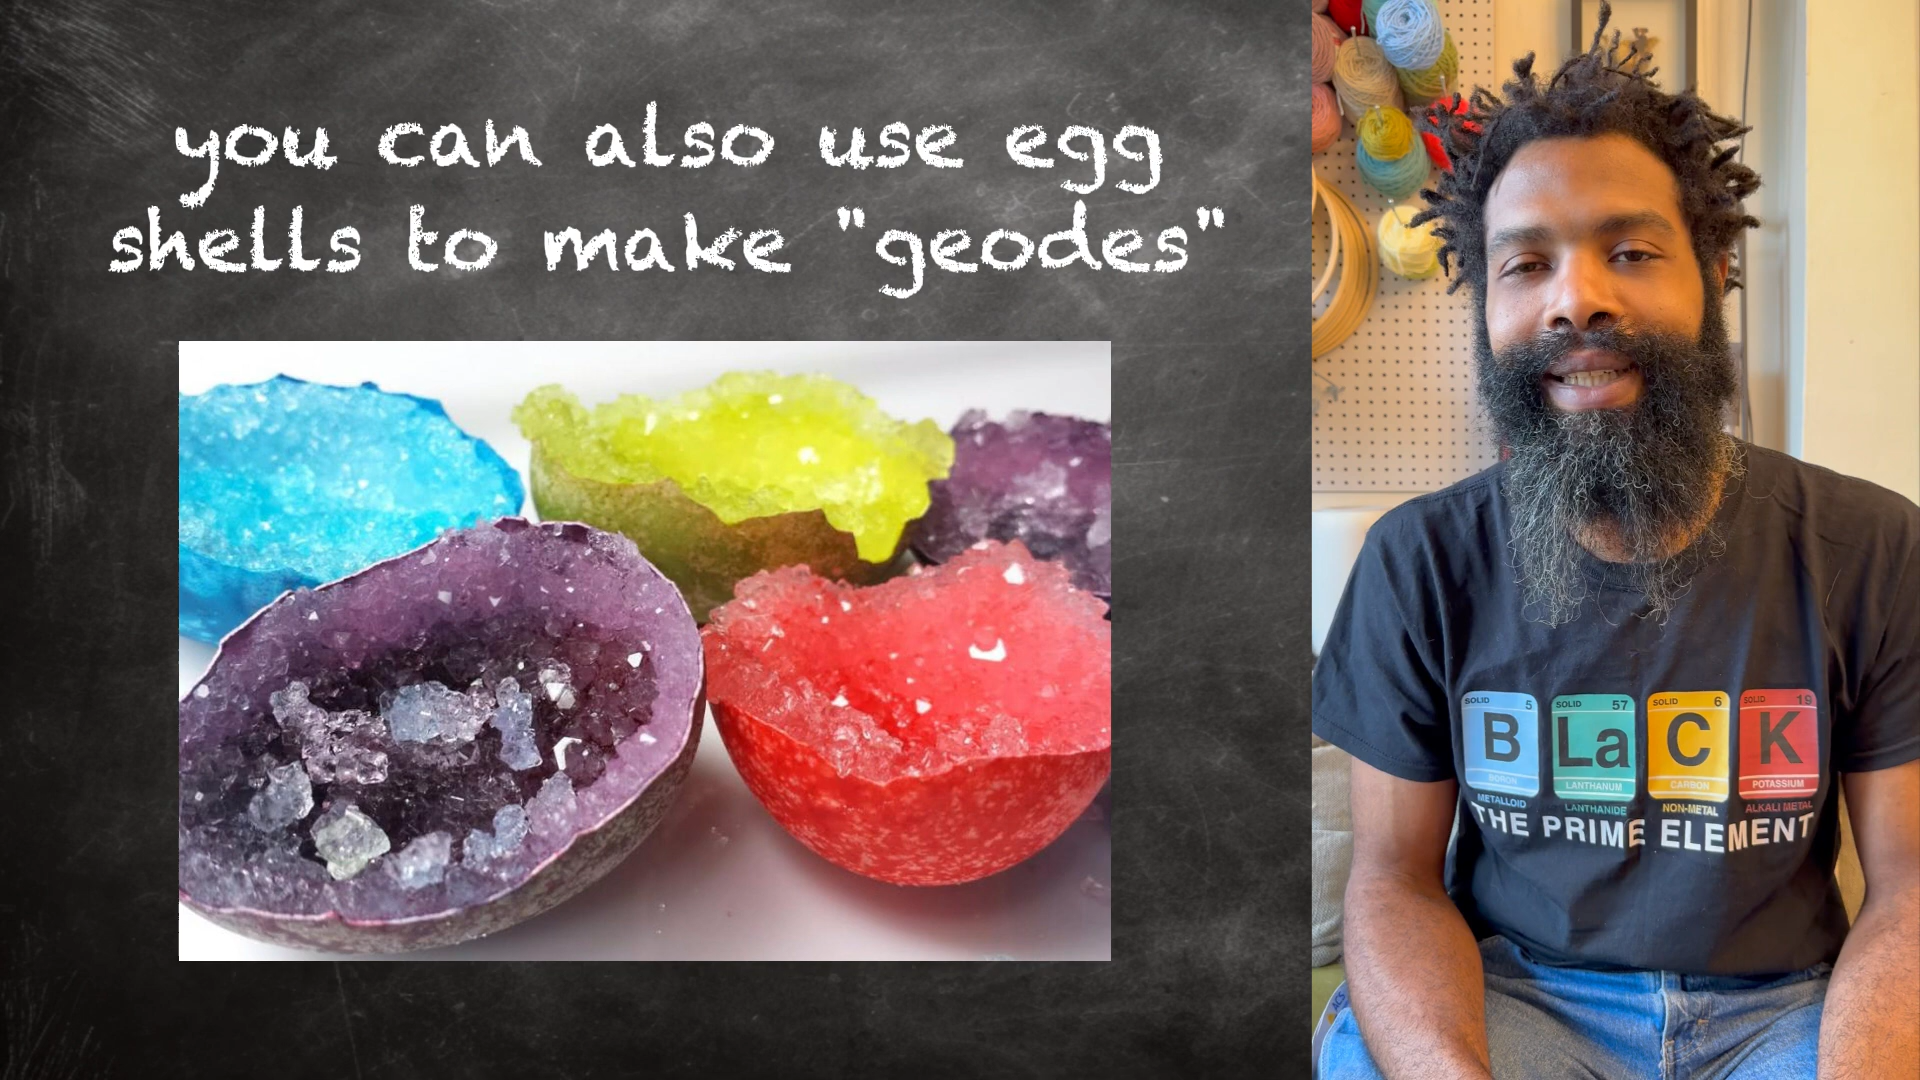 you can also use egg
shells to make "geodes"
SOLID 5 SOLID 57 SOLID 6 SOLID 19
B La C K
BORON LANTHANUM CARBON POTASSIUM
METALLOID LANTHANIDE NON-METAL ALKALI METAL
THE PRIME ELEMENT